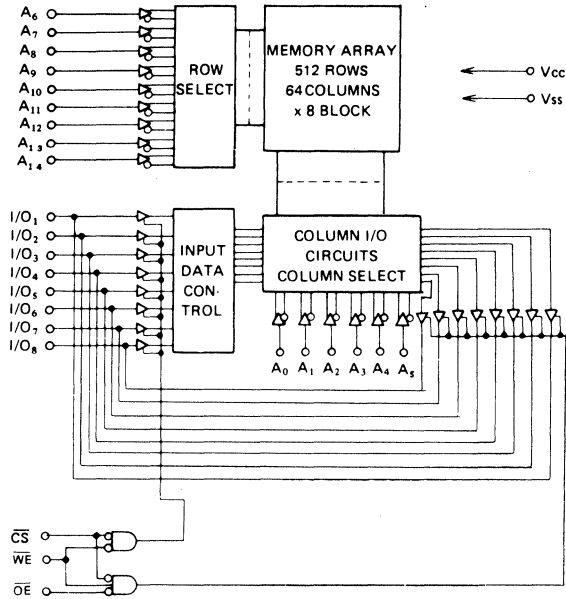 A6
A7
A8
A9
A10
A11
A12
A13
A14
ROW
SELECT
MEMORY ARRAY
512 ROWS
64 COLUMNS
x 8 BLOCK
Vcc
Vss
I/O1
I/O2
I/O3
I/O4
I/O5
I/O6
I/O7
I/O8
INPUT
DATA
CON-
TROL
COLUMN I/O
CIRCUITS
COLUMN SELECT
A0 A1 A2 A3 A4 A5
CS
WE
OE